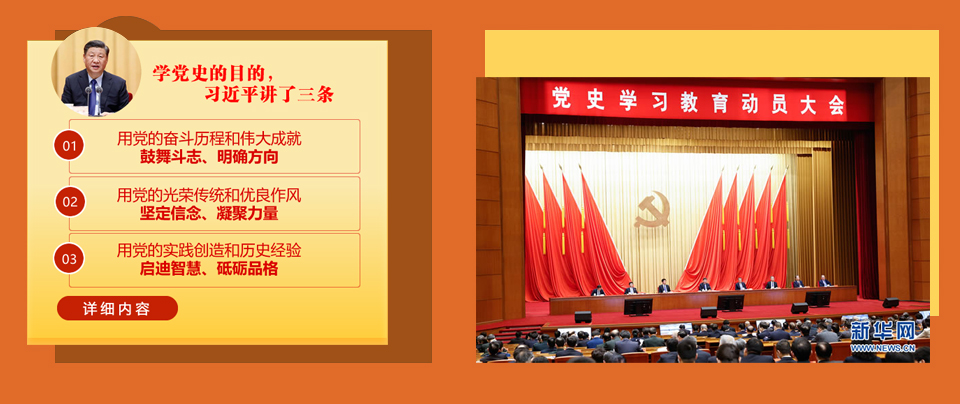 学党史的目的，
习近平讲了三条
01
用党的奋斗历程和伟大成就
鼓舞斗志、明确方向
02
用党的光荣传统和优良作风
坚定信念、凝聚力量
03
用党的实践创造和历史经验
启迪智慧、砥砺品格
详细内容
党史学习教育动员大会
新华网
WWW.NEWS.CN